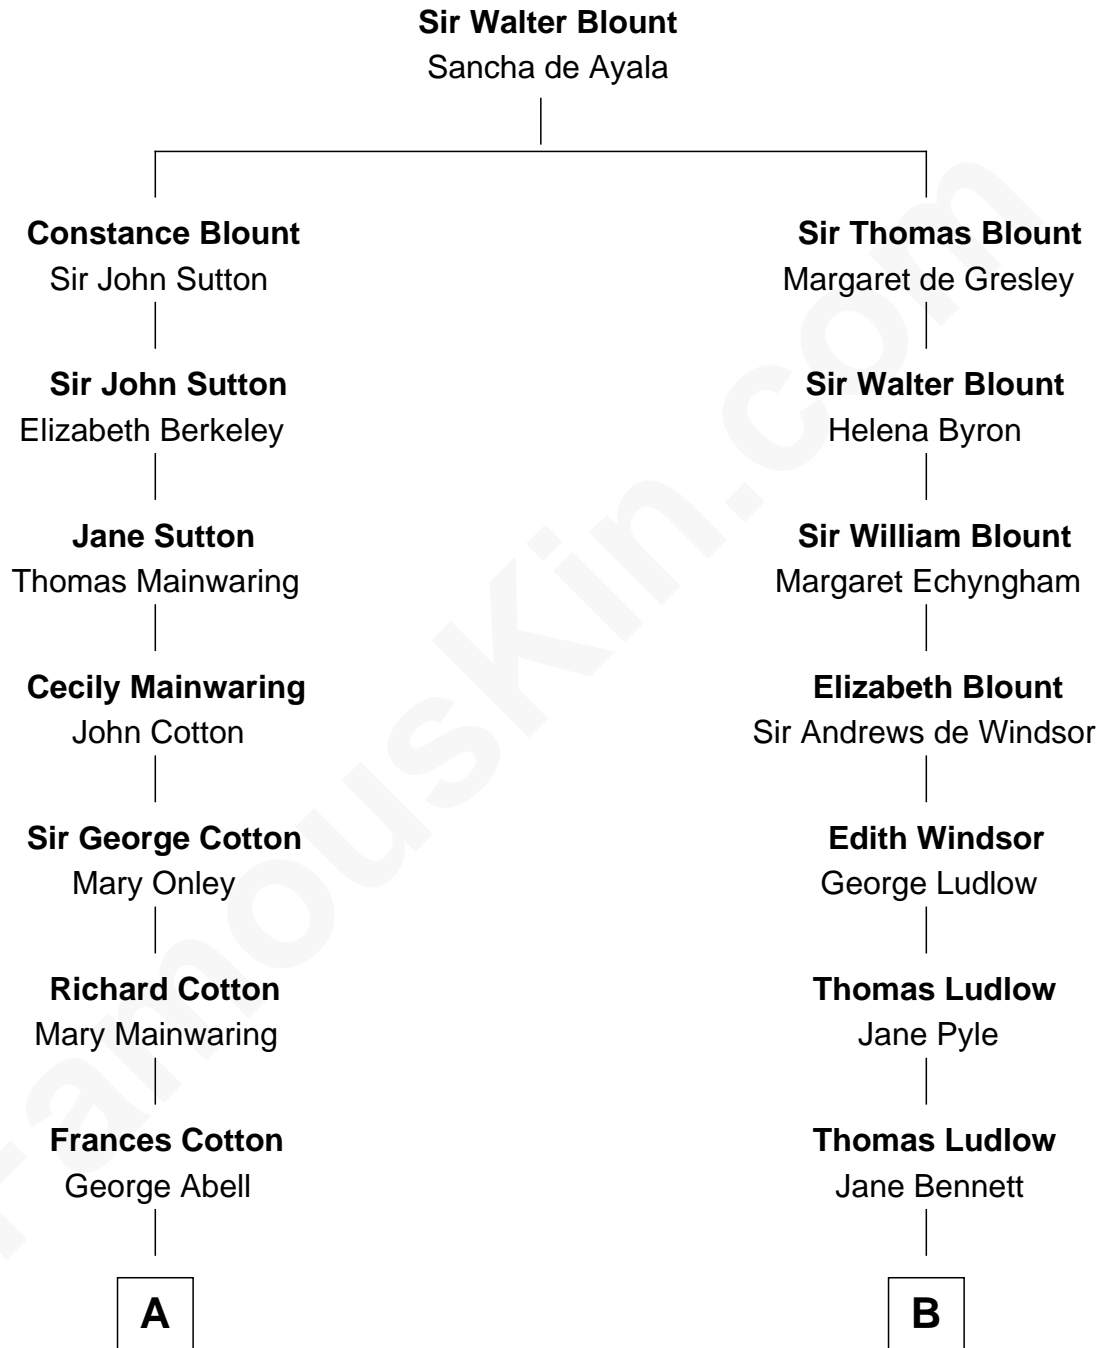 Sir Walter Blount
Sancha de Ayala
Constance Blount
Sir John Sutton
Sir Thomas Blount
Margaret de Gresley
Sir John Sutton
Elizabeth Berkeley
Sir Walter Blount
Helena Byron
Jane Sutton
Thomas Mainwaring
Sir William Blount
Margaret Echyngham
Cecily Mainwaring
John Cotton
Elizabeth Blount
Sir Andrews de Windsor
Sir George Cotton
Mary Onley
Edith Windsor
George Ludlow
Richard Cotton
Mary Mainwaring
Thomas Ludlow
Jane Pyle
Frances Cotton
George Abell
Thomas Ludlow
Jane Bennett
A
B
FamousKin.com